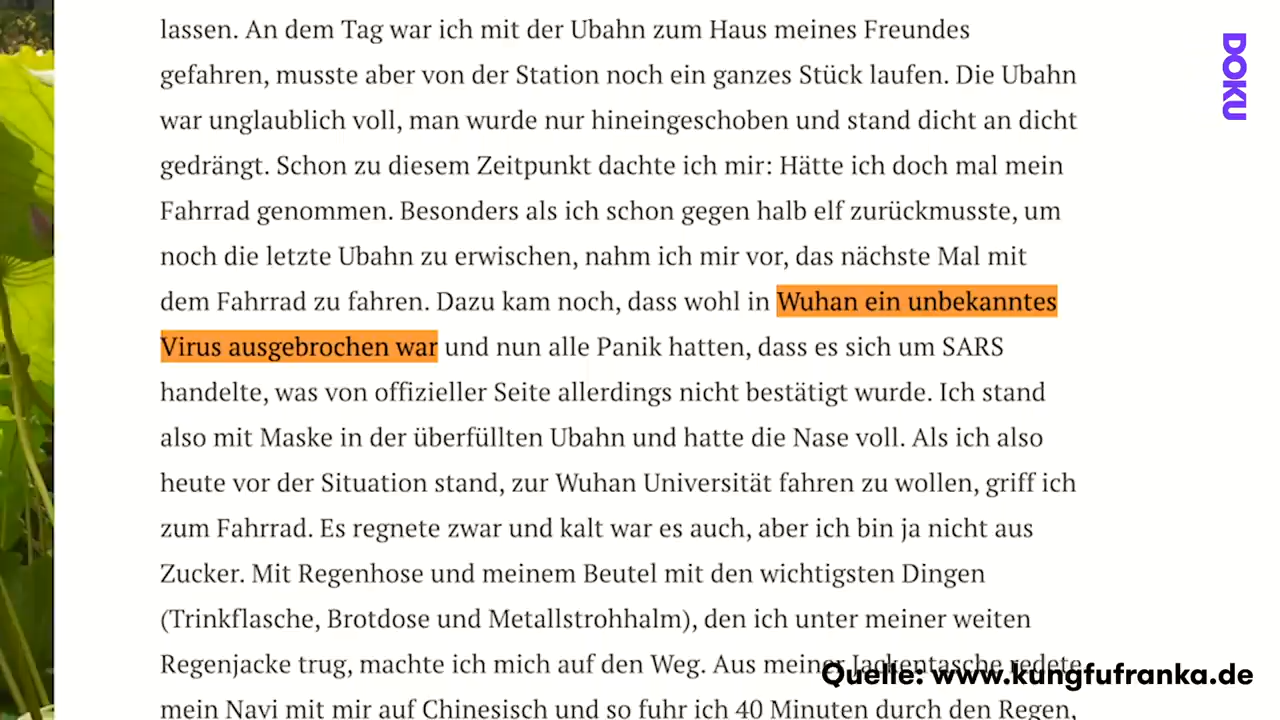 lassen. An dem Tag war ich mit der Ubahn zum Haus meines Freundes
gefahren, musste aber von der Station noch ein ganzes Stück laufen. Die Ubahn
war unglaublich voll, man wurde nur hineingeschoben und stand dicht an dicht
gedrängt. Schon zu diesem Zeitpunkt dachte ich mir: Hätte ich doch mal mein
Fahrrad genommen. Besonders als ich schon gegen halb elf zurückmusste, um
noch die letzte Ubahn zu erwischen, nahm ich mir vor, das nächste Mal mit
dem Fahrrad zu fahren. Dazu kam noch, dass wohl in Wuhan ein unbekanntes
Virus ausgebrochen war und nun alle Panik hatten, dass es sich um SARS
handelte, was von offizieller Seite allerdings nicht bestätigt wurde. Ich stand
also mit Maske in der überfüllten Ubahn und hatte die Nase voll. Als ich also
heute vor der Situation stand, zur Wuhan Universität fahren zu wollen, griff ich
zum Fahrrad. Es regnete zwar und kalt war es auch, aber ich bin ja nicht aus
Zucker. Mit Regenhose und meinem Beutel mit den wichtigsten Dingen
(Trinkflasche, Brotdose und Metallstrohhalm), den ich unter meiner weiten
Regenjacke trug, machte ich mich auf den Weg. Aus meiner Jackentasche redete
mein Navi mit mir auf Chinesisch und so fuhr ich 40 Minuten durch den Regen,
Quelle: www.kungfufranka.de
DOKU